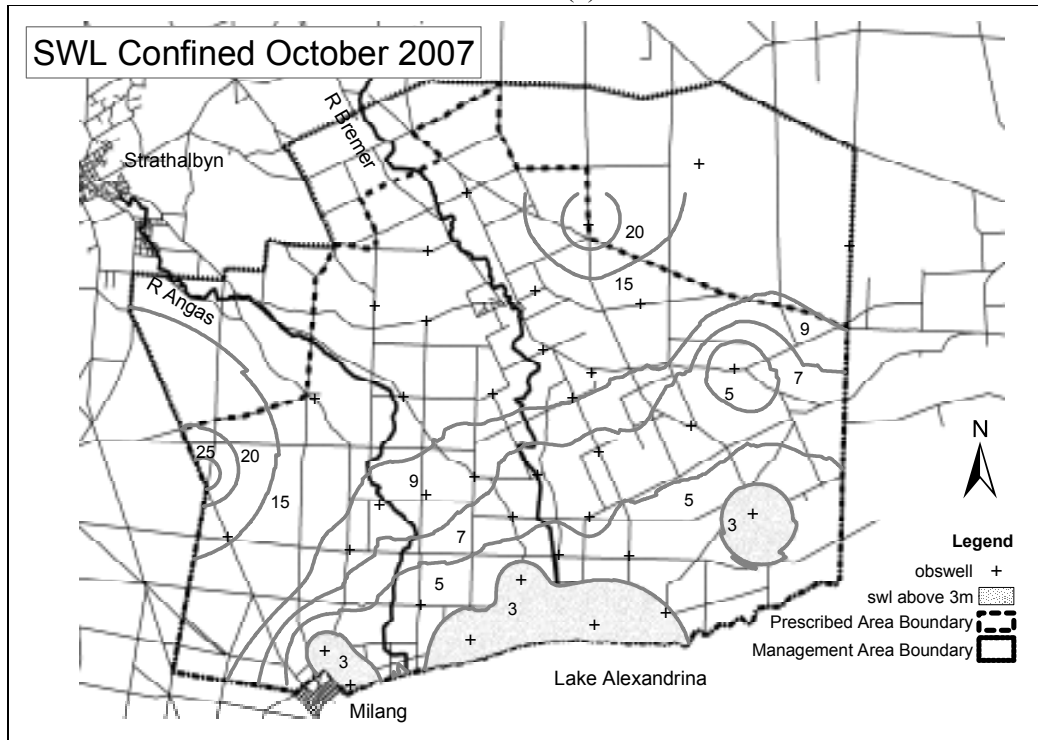 SWL Confined October 2007
R Bremer
Strathalbyn
20
15
R Angas
9
7
5
25
20
15
9
7
5
5
3
3
3
N
Legend
obswell
swl above 3m
Prescribed Area Boundary
Management Area Boundary
Lake Alexandrina
Milang